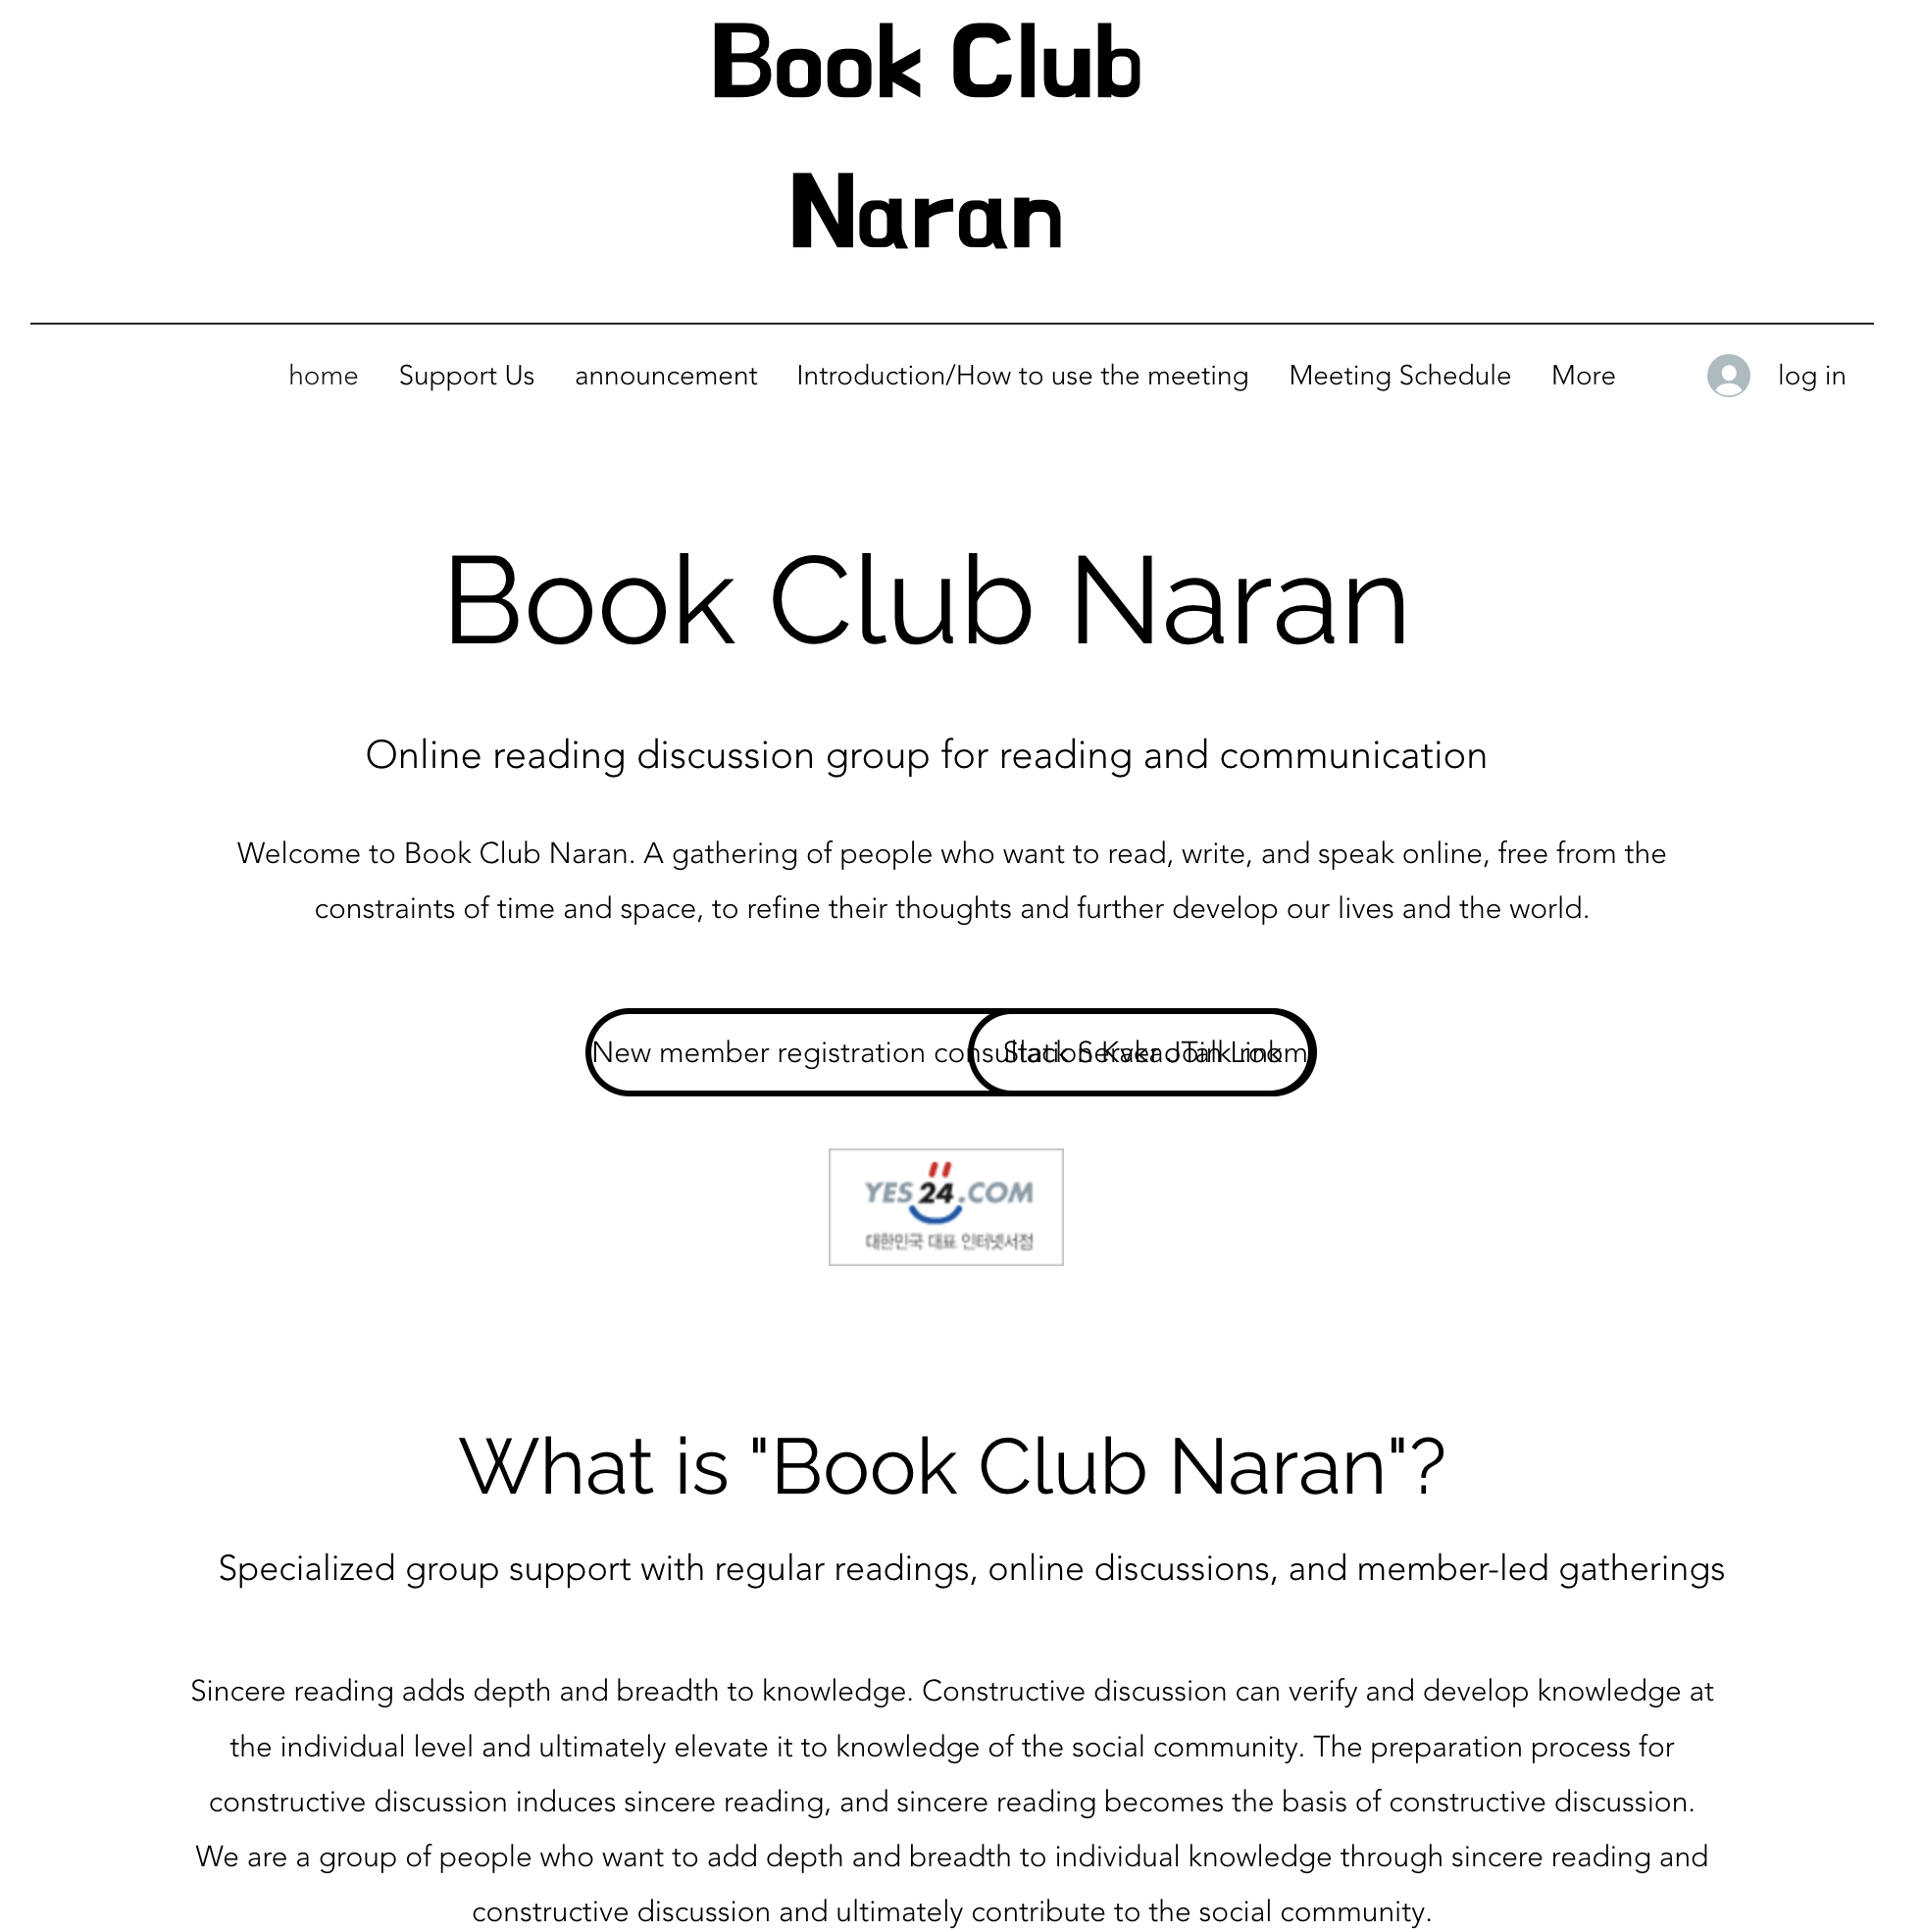 Book Club
Naran
home Support Us announcement Introduction/How to use the meeting Meeting Schedule More log in
Book Club Naran
Online reading discussion group for reading and communication
Welcome to Book Club Naran. A gathering of people who want to read, write, and speak online, free from the
constraints of time and space, to refine their thoughts and further develop our lives and the world.
New member registration consultation KakaoTalk room
Slack Server Join Link
YES24.COM
대한민국 대표 인터넷서점
What is "Book Club Naran"?
Specialized group support with regular readings, online discussions, and member-led gatherings
Sincere reading adds depth and breadth to knowledge. Constructive discussion can verify and develop knowledge at
the individual level and ultimately elevate it to knowledge of the social community. The preparation process for
constructive discussion induces sincere reading, and sincere reading becomes the basis of constructive discussion.
We are a group of people who want to add depth and breadth to individual knowledge through sincere reading and
constructive discussion and ultimately contribute to the social community.